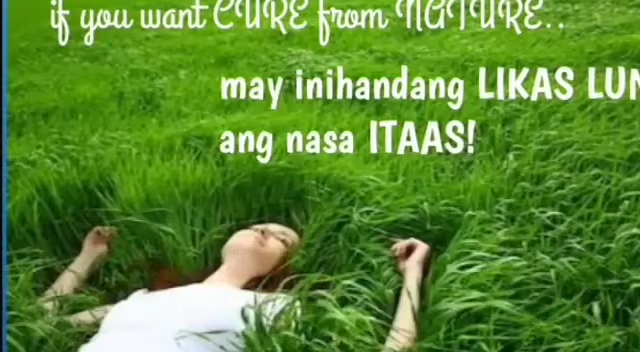 if you want CURE from NATURE..
may inihandang LIKAS
ang nasa ITAAS!